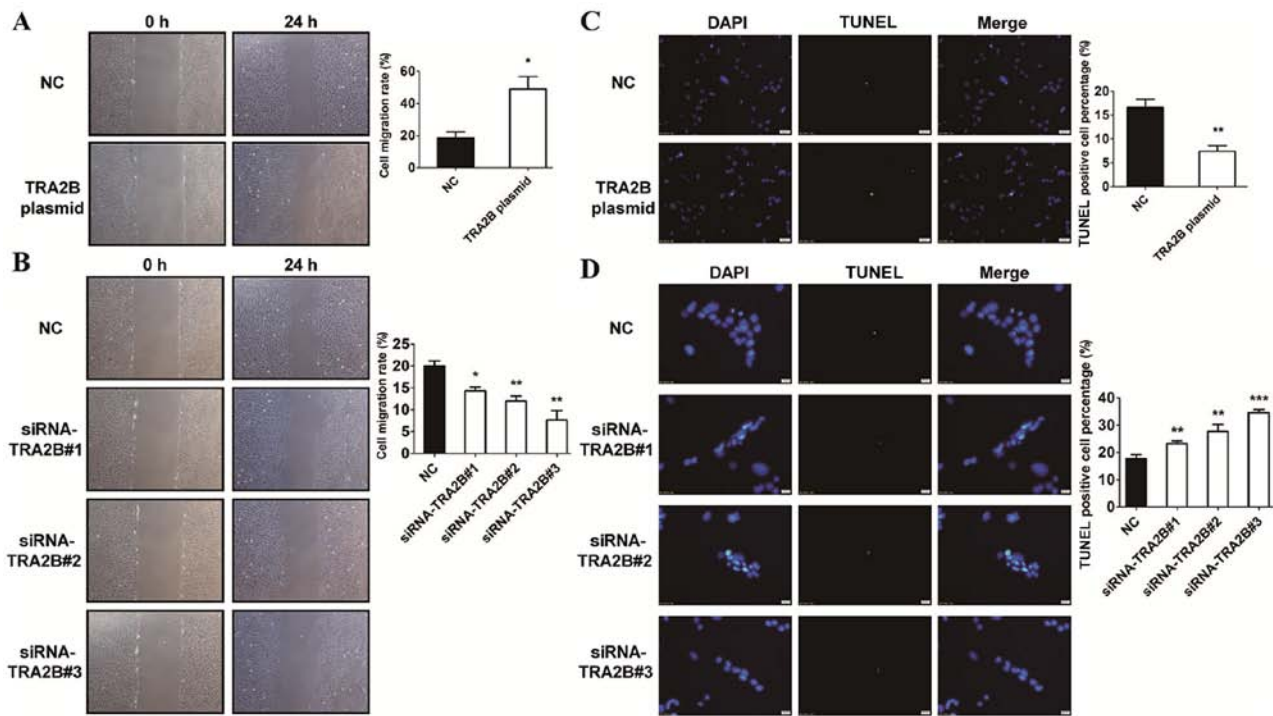 A
0 h
24 h
NC
TRA2B
plasmid
Cell migration rate (%)
60
40
20
0
*
NC
TRA2B plasmid
B
0 h
24 h
NC
siRNA-
TRA2B#1
siRNA-
TRA2B#2
siRNA-
TRA2B#3
Cell migration rate (%)
25
20
15
10
5
0
*
**
**
NC
siRNA-TRA2B#1
siRNA-TRA2B#2
siRNA-TRA2B#3
C
DAPI
TUNEL
Merge
NC
TRA2B
plasmid
TUNEL positive cell percentage (%)
20
15
10
5
0
**
NC
TRA2B plasmid
D
DAPI
TUNEL
Merge
NC
siRNA-
TRA2B#1
siRNA-
TRA2B#2
siRNA-
TRA2B#3
TUNEL positive cell percentage (%)
40
30
20
10
0
**
**
***
NC
siRNA-TRA2B#1
siRNA-TRA2B#2
siRNA-TRA2B#3